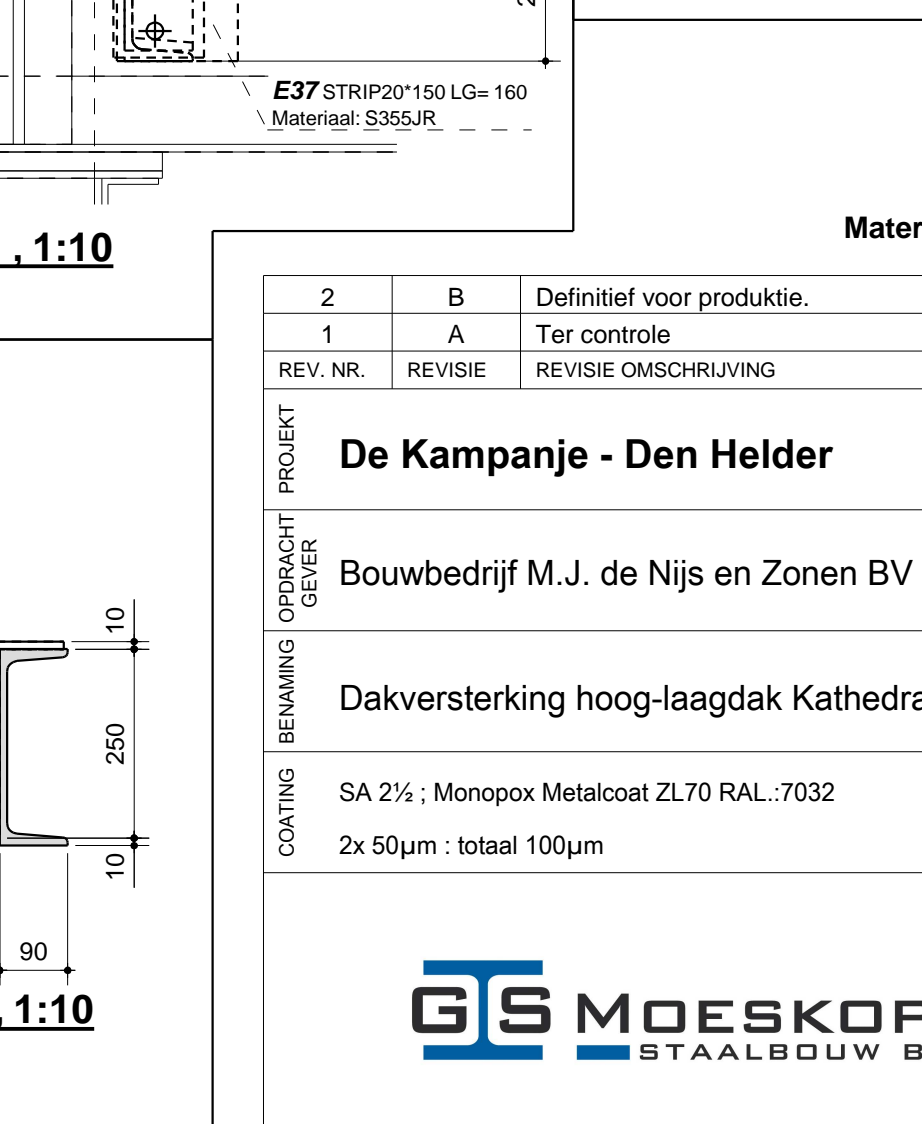 E37 STRIP20*150 LG= 160
Materiaal: S355JR
, 1:10
2 B Definitief voor produktie.
1 A Ter controle
REV. NR. REVISIE REVISIE OMSCHRIJVING
PROJEKT
De Kampanje - Den Helder
OPDRACHT
GEVER
Bouwbedrijf M.J. de Nijs en Zonen BV
BENAMING
Dakversterking hoog-laagdak
COATING
SA 2½ ; Monopox Metalcoat ZL70 RAL.:7032
2x 50µm : totaal 100µm
10
250
10
90
, 1:10
GS
STAALBOUW